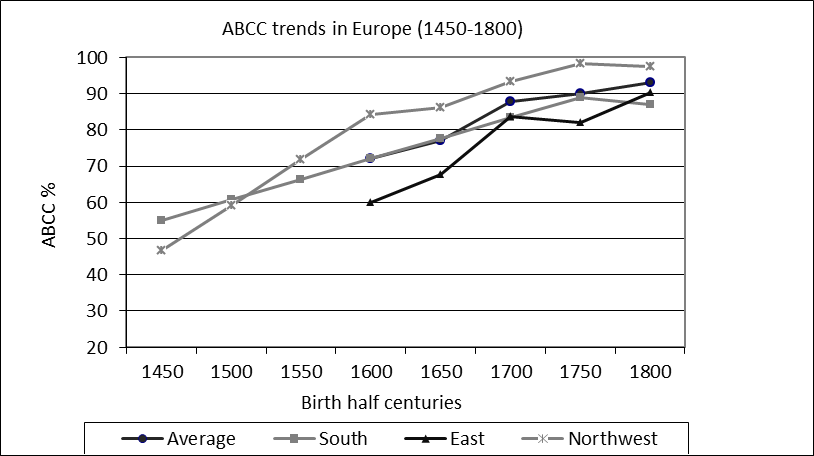 ABCC trends in Europe (1450-1800)
100
90
80
70
60
50
40
30
20
ABCC %
1450 1500 1550 1600 1650 1700 1750 1800
Birth half centuries
Average South East Northwest